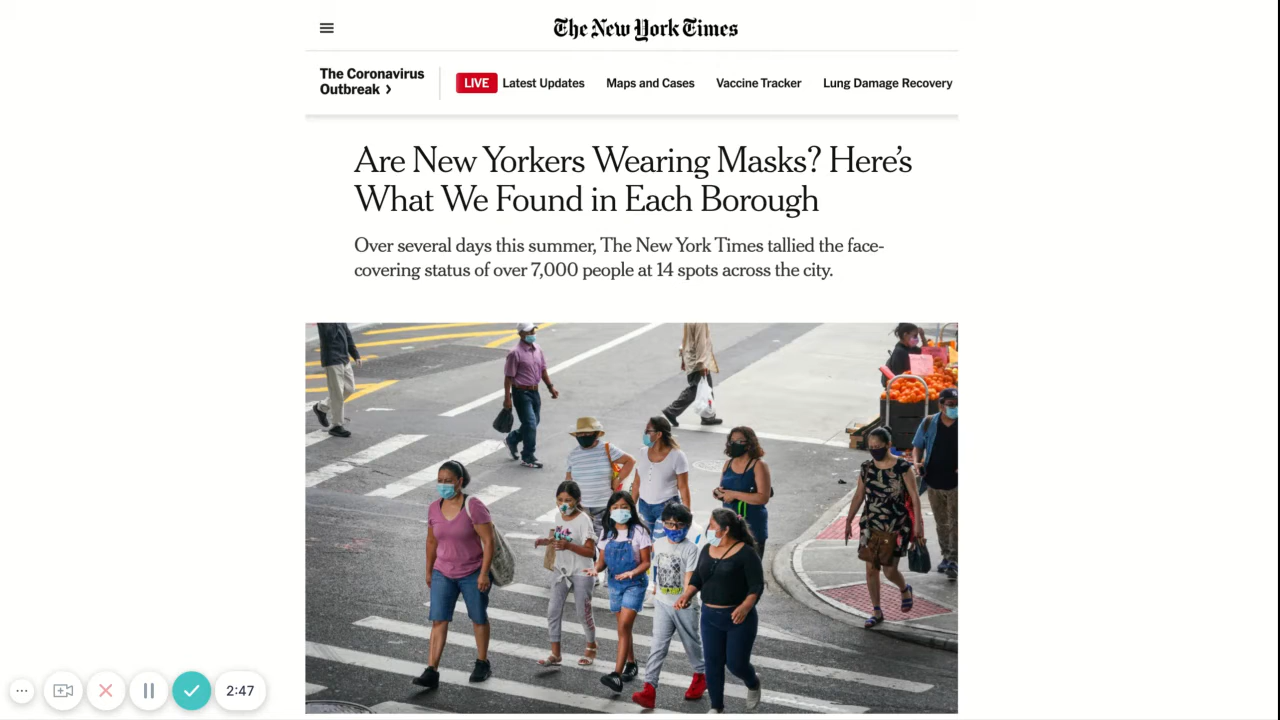 The New York Times
The Coronavirus
Outbreak >
LIVE Latest Updates Maps and Cases Vaccine Tracker Lung Damage Recovery
Are New Yorkers Wearing Masks? Here's
What We Found in Each Borough
Over several days this summer, The New York Times tallied the face-
covering status of over 7,000 people at 14 spots across the city.
2:47